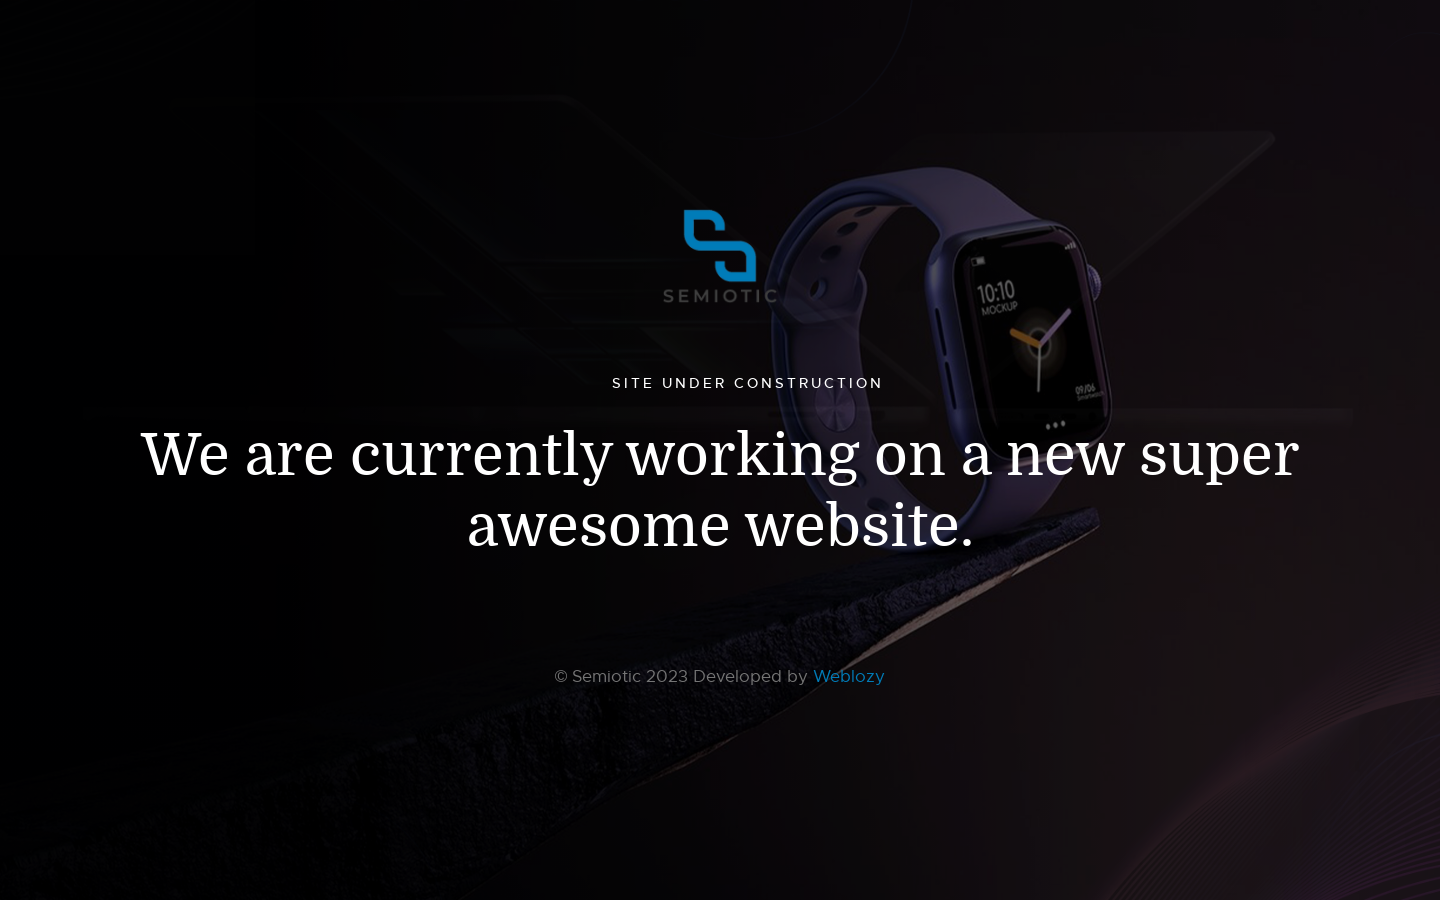 SEMIOTIC
10:10
MOCKUP
09/06
SITE UNDER CONSTRUCTION
We are currently working on a new super
awesome website.
© Semiotic 2023 Developed by Weblozy